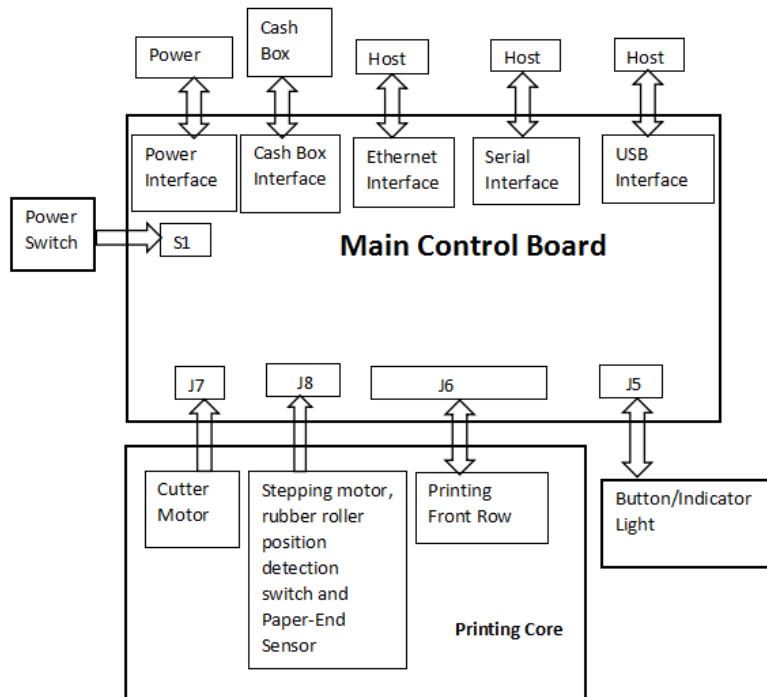 Power
Cash
Box
Host
Host
Host
Power
Interface
Cash Box
Interface
Ethernet
Interface
Serial
Interface
USB
Interface
Power
Switch
S1
Main Control Board
J7
J8
J6
J5
Cutter
Motor
Stepping motor,
rubber roller
position
detection
switch and
Paper-End
Sensor
Printing
Front Row
Button/Indicator
Light
Printing Core